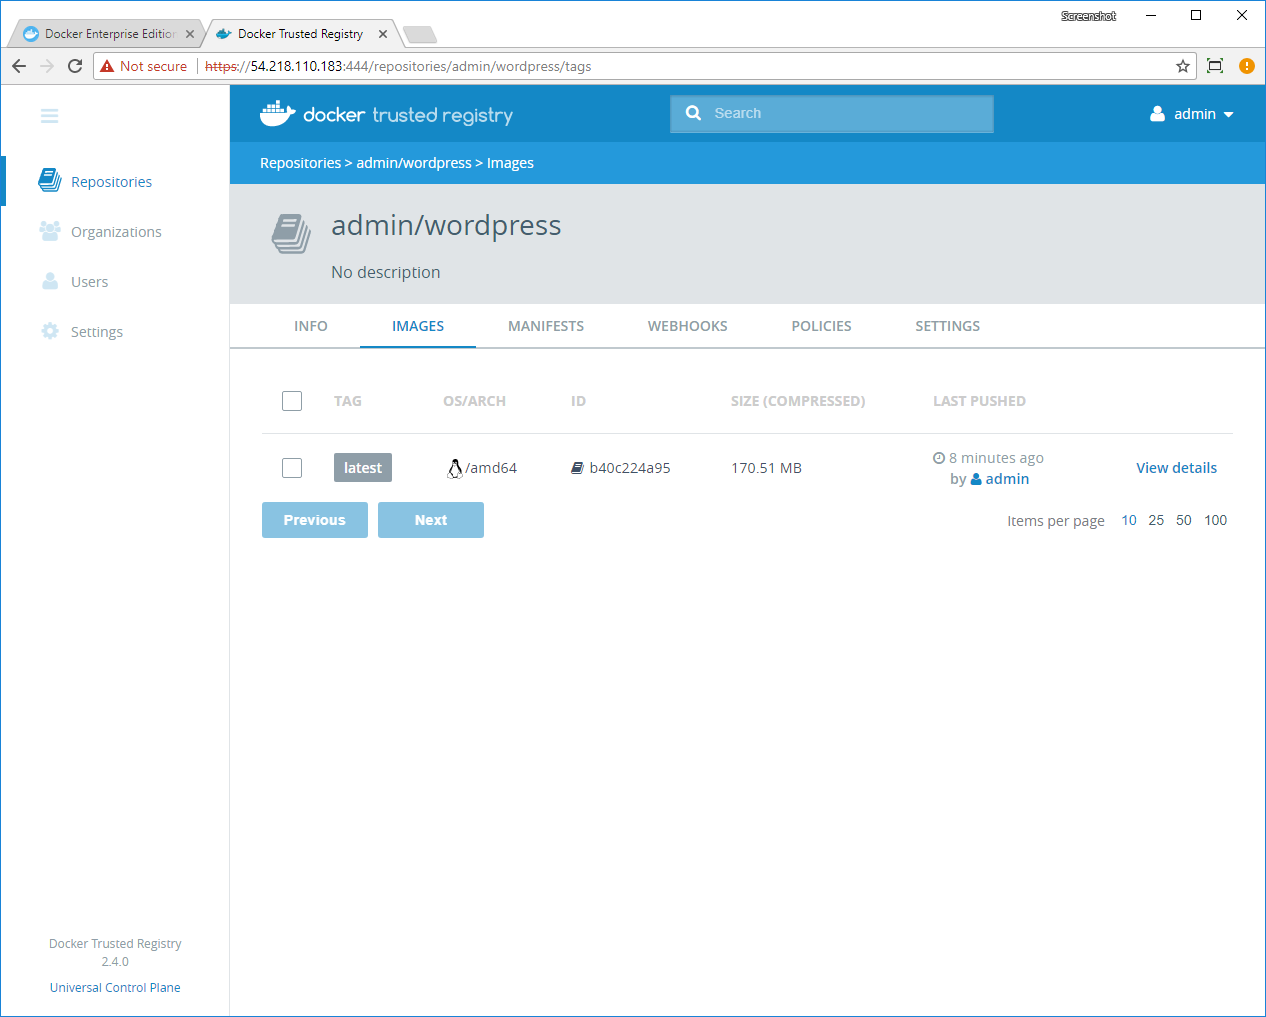 Screenshot
Docker Enterprise Edition
Docker Trusted Registry
Not secure https://54.218.110.183:444/repositories/admin/wordpress/tags
docker trusted registry
Search
admin
Repositories > admin/wordpress > Images
Repositories
Organizations
Users
Settings
admin/wordpress
No description
INFO IMAGES MANIFESTS WEBHOOKS POLICIES SETTINGS
TAG OS/ARCH ID SIZE (COMPRESSED) LAST PUSHED
latest /amd64 b40c224a95 170.51 MB 8 minutes ago
by admin
View details
Previous Next
Items per page 10 25 50 100
Docker Trusted Registry
2.4.0
Universal Control Plane